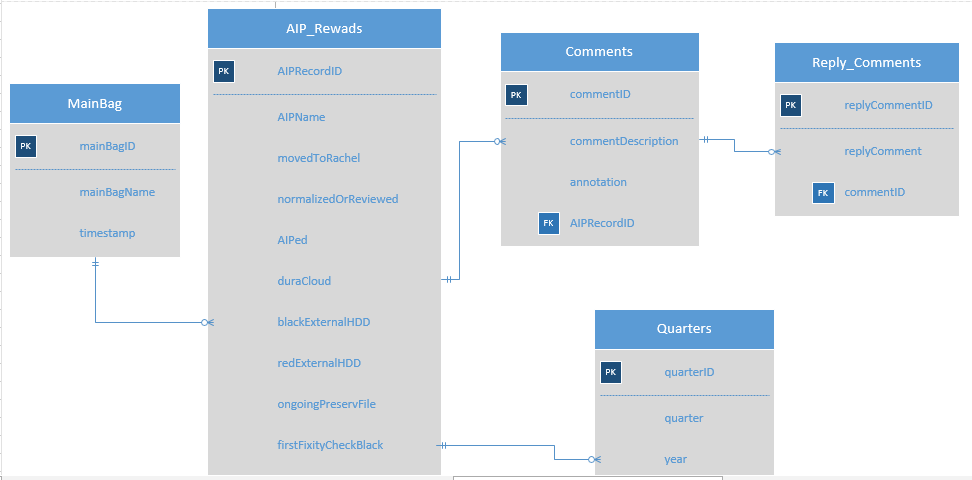 MainBag
PK mainBagID
mainBagName
timestamp
AIP_Rewads
PK AIPRecordID
AIPName
movedToRachel
normalizedOrReviewed
AIPed
duraCloud
blackExternalHDD
redExternalHDD
ongoingPreservFile
firstFixityCheckBlack
Comments
PK commentID
commentDescription
annotation
FK AIPRecordID
Reply_Comments
PK replyCommentID
replyComment
FK commentID
Quarters
PK quarterID
quarter
year